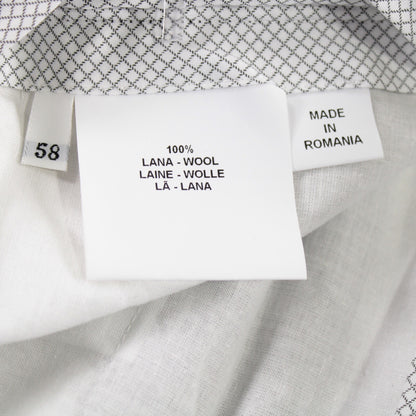 58
100%
LANA - WOOL
LAINE - WOLLE
LÃ - LANA
MADE
IN
ROMANIA